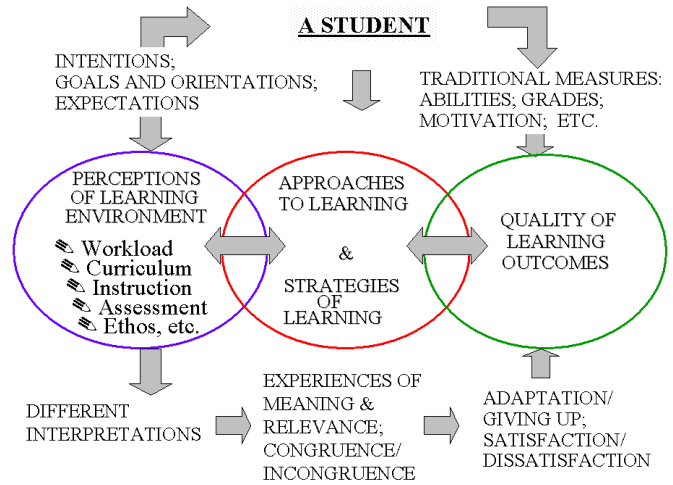 A STUDENT
INTENTIONS;
GOALS AND ORIENTATIONS;
EXPECTATIONS
TRADITIONAL MEASURES:
ABILITIES; GRADES;
MOTIVATION; ETC.
PERCEPTIONS
OF LEARNING
ENVIRONMENT
Workload
Curriculum
Instruction
Assessment
Ethos, etc.
APPROACHES
TO LEARNING
&
STRATEGIES
OF
LEARNING
QUALITY OF
LEARNING
OUTCOMES
DIFFERENT
INTERPRETATIONS
EXPERIENCES OF
MEANING &
RELEVANCE;
CONGRUENCE/
INCONGRUENCE
ADAPTATION/
GIVING UP;
SATISFACTION/
DISSATISFACTION